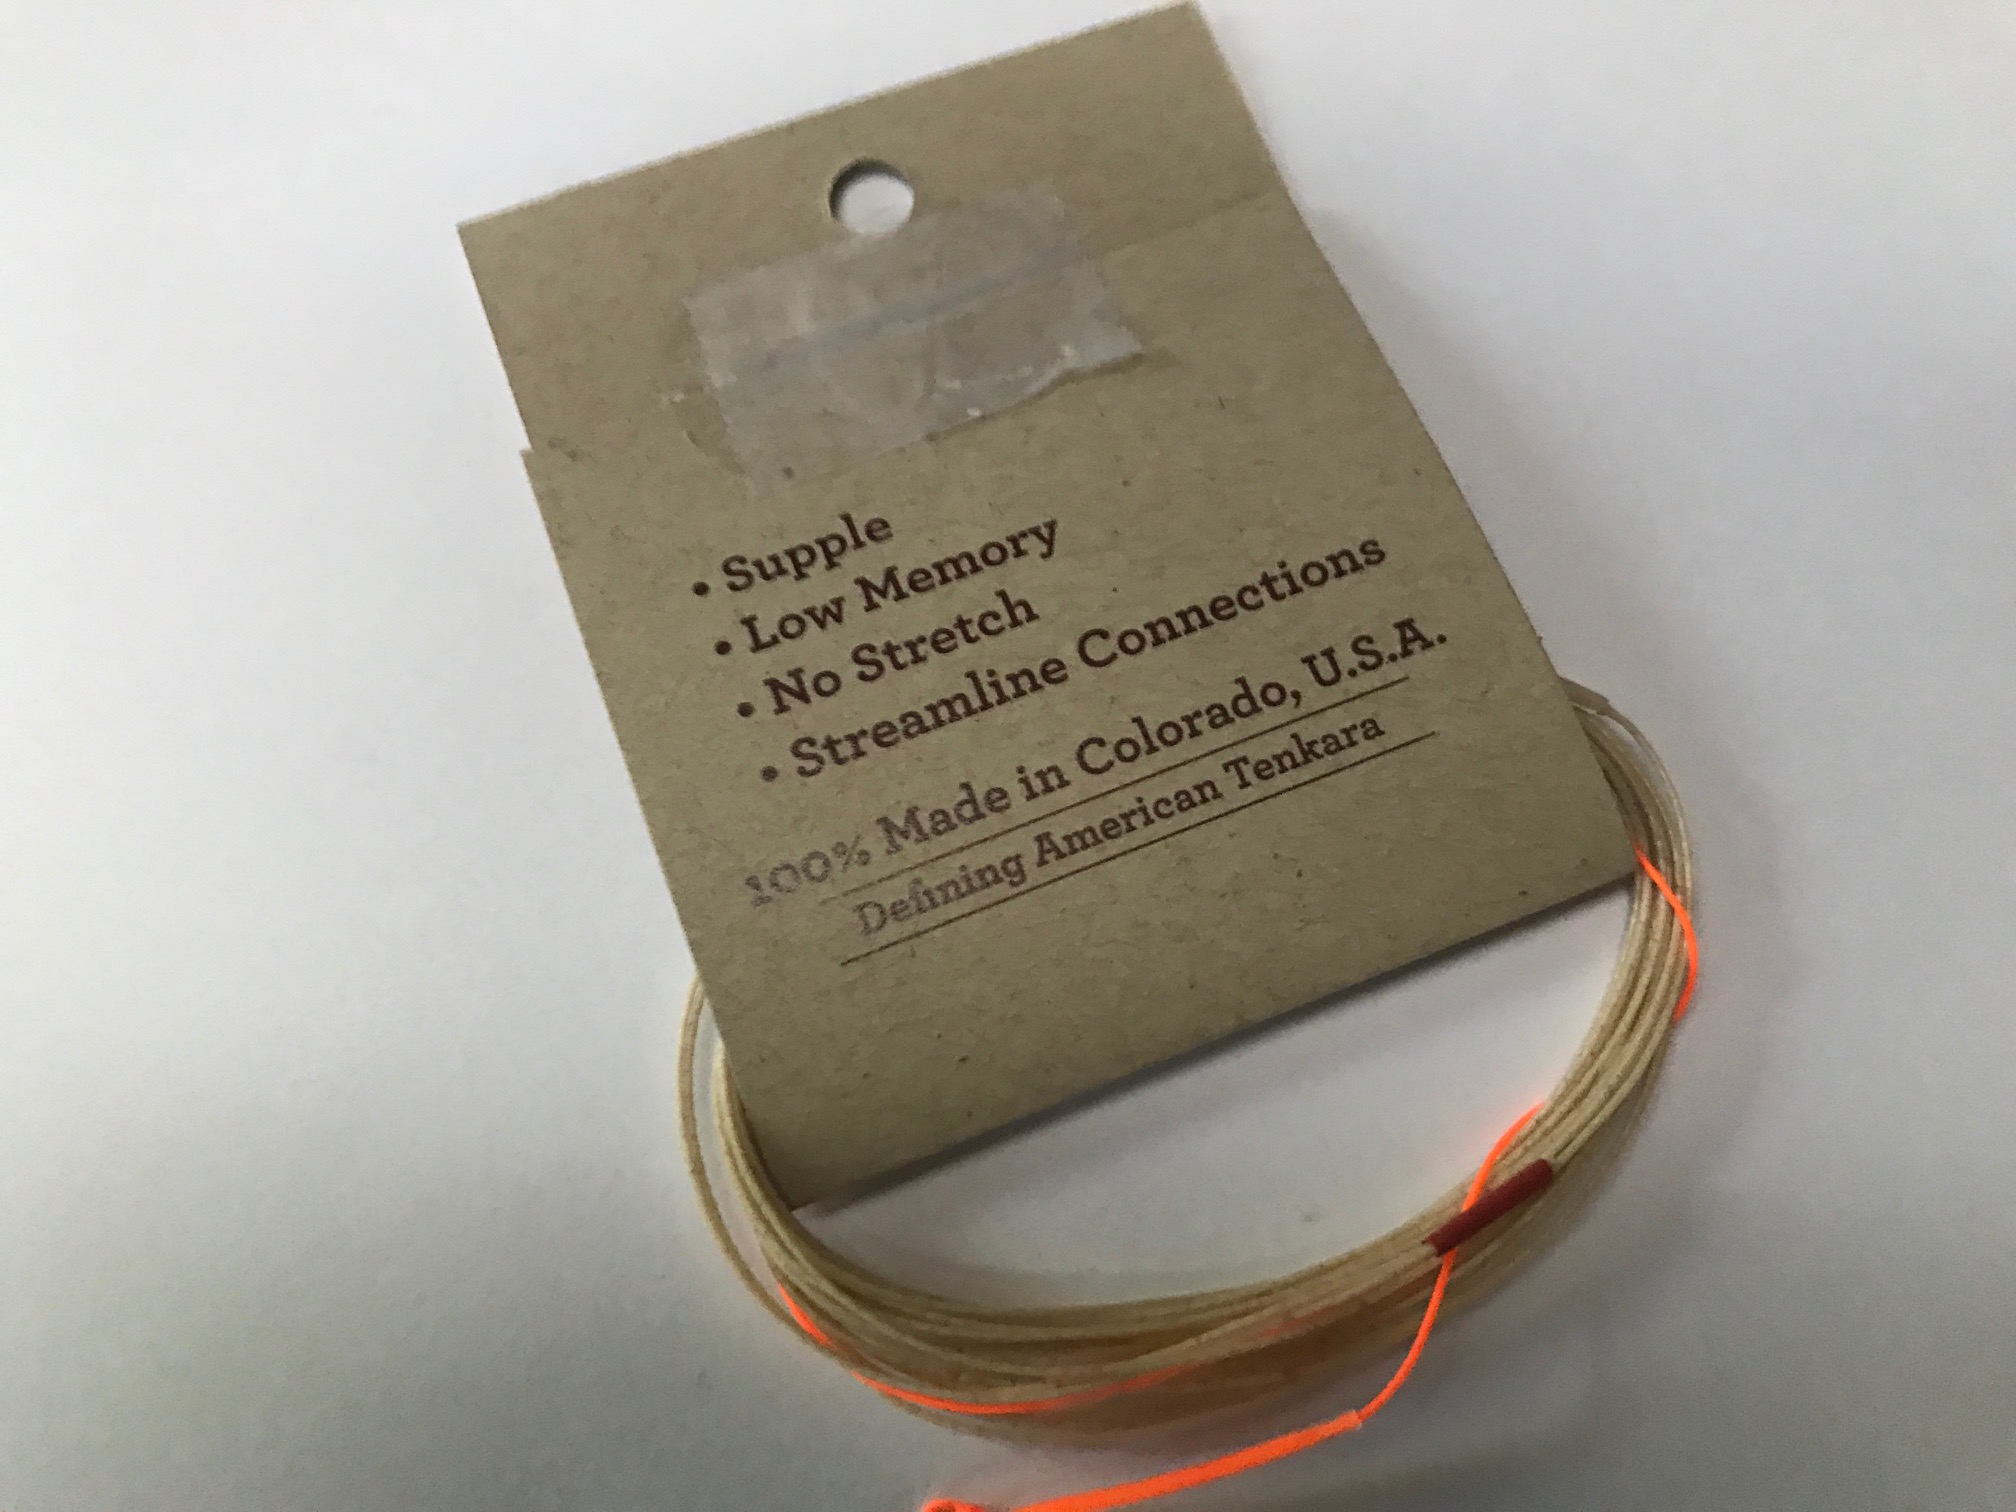 • Supple
• Low Memory
• No Stretch
• Streamline Connections
100% Made in Colorado, U.S.A.
Defining American Tenkara